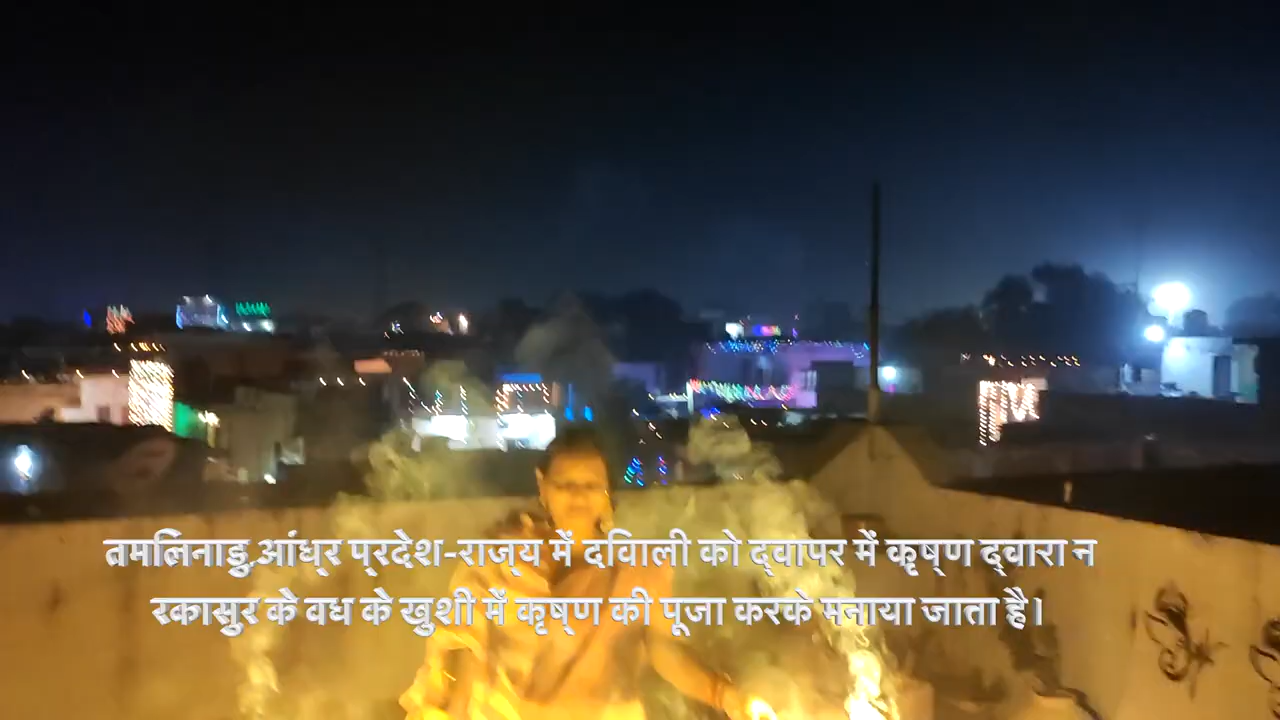 तमलिनाडु,आंध्र प्रदेश-राज्य में दविाली को द्वापर में कृष्ण द्वारा न
रकासुर के वध के खुशी में कृष्ण की पूजा करके मनाया जाता है।